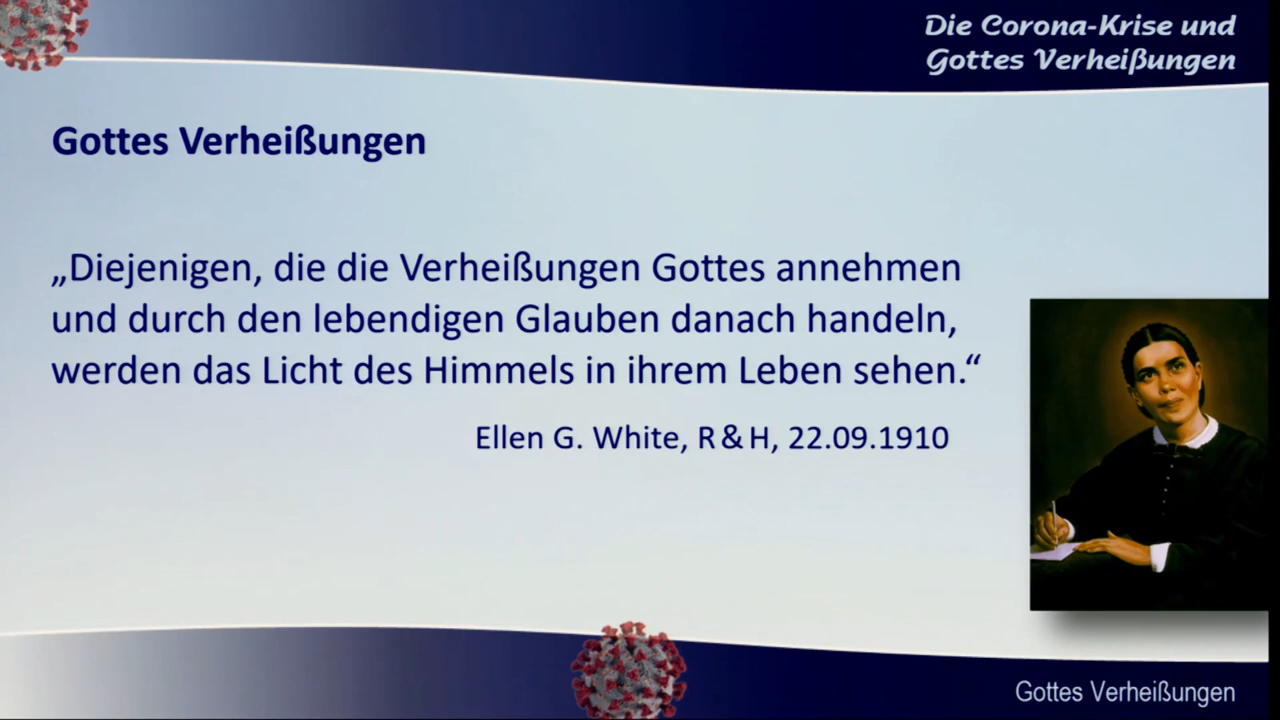 Die Corona-Krise und
Gottes Verheißungen
Gottes Verheißungen
„Diejenigen, die die Verheißungen Gottes annehmen
und durch den lebendigen Glauben danach handeln,
werden das Licht des Himmels in ihrem Leben sehen.“
Ellen G. White, R & H, 22.09.1910
Gottes Verheißungen